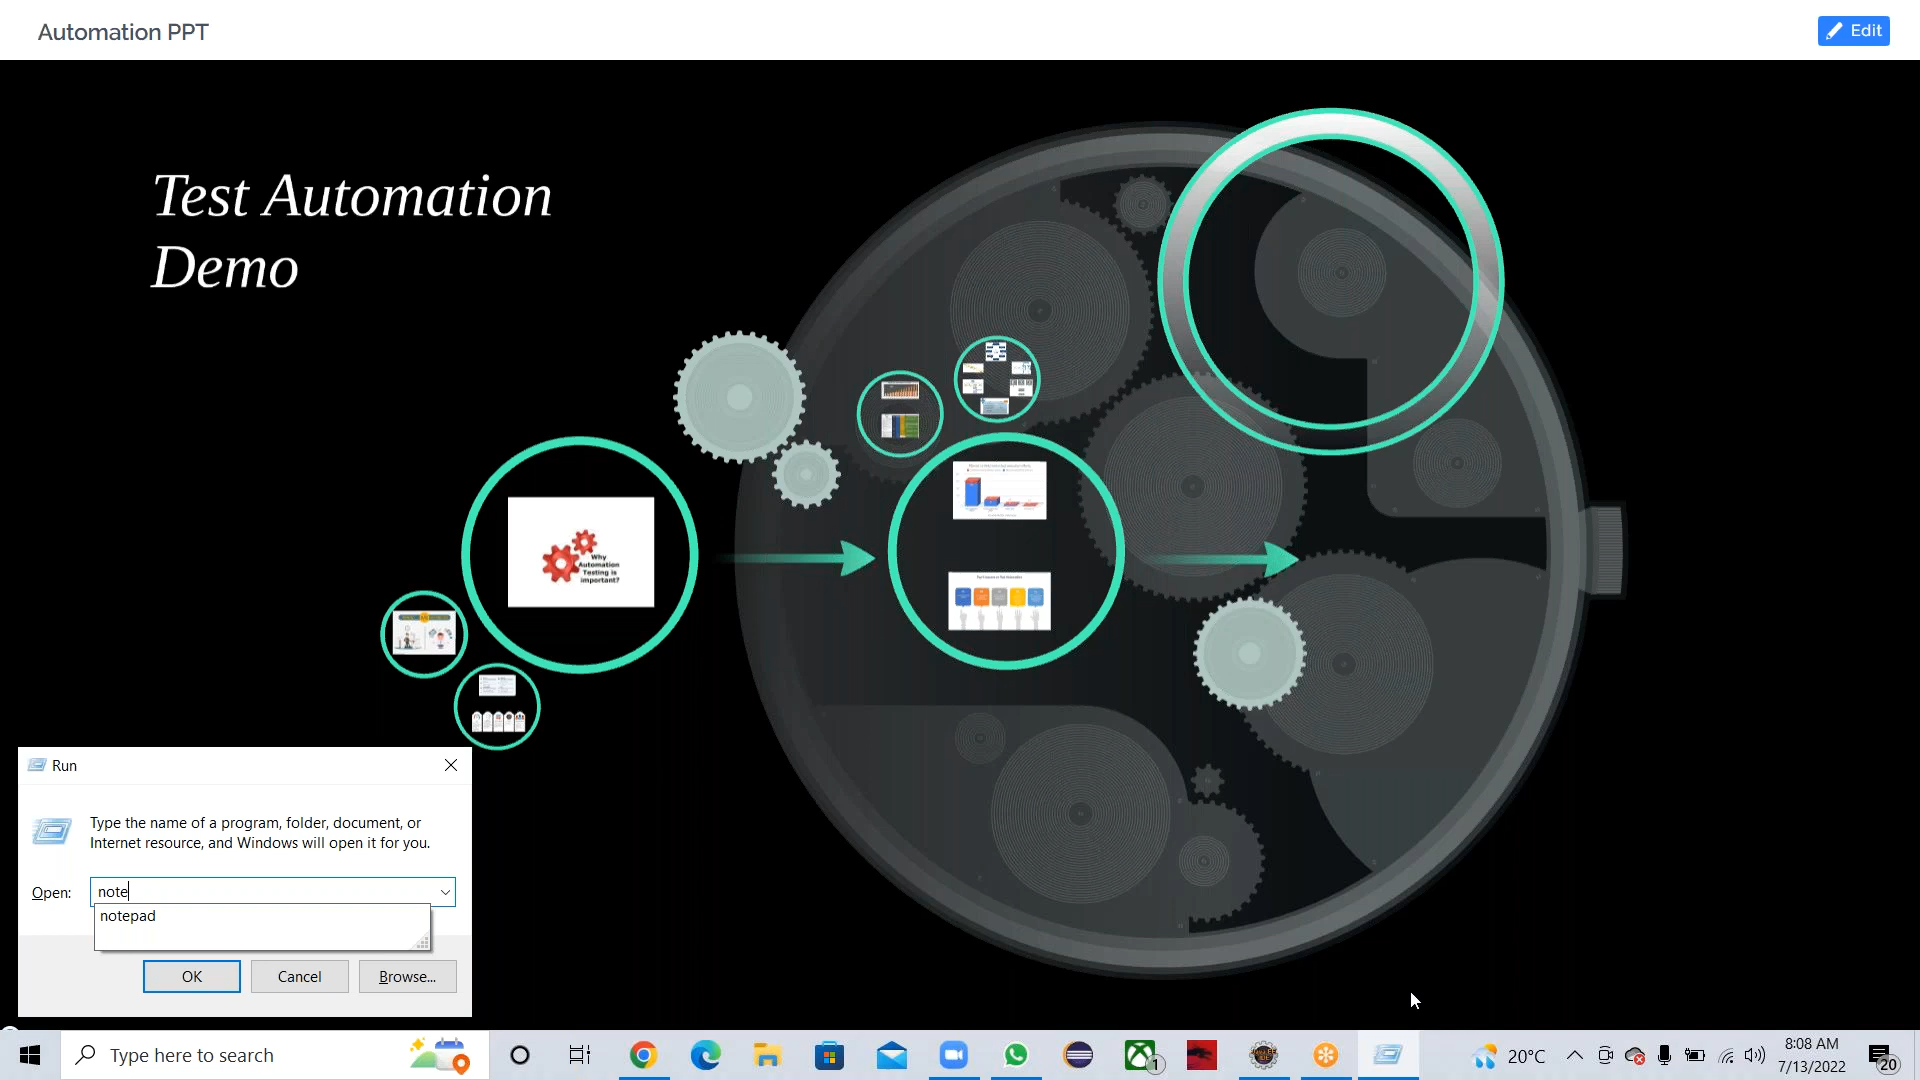 Automation PPT
Edit
Test Automation
Demo
Why
Automation
Testing is
important?
Run
Type the name of a program, folder, document, or
Internet resource, and Windows will open it for you.
Open:
note
notepad
OK
Cancel
Browse...
Type here to search
1
20°C
8:08 AM
7/13/2022
20